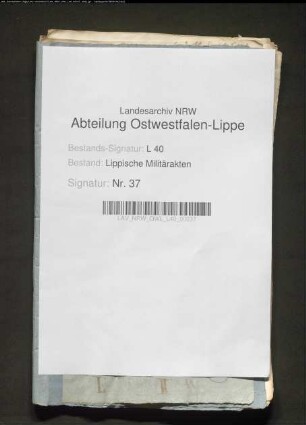 Landesarchiv NRW
Abteilung Ostwestfalen-Lippe
Bestands-Signatur: L 40
Bestand: Lippische Militärakten
Signatur: Nr. 37